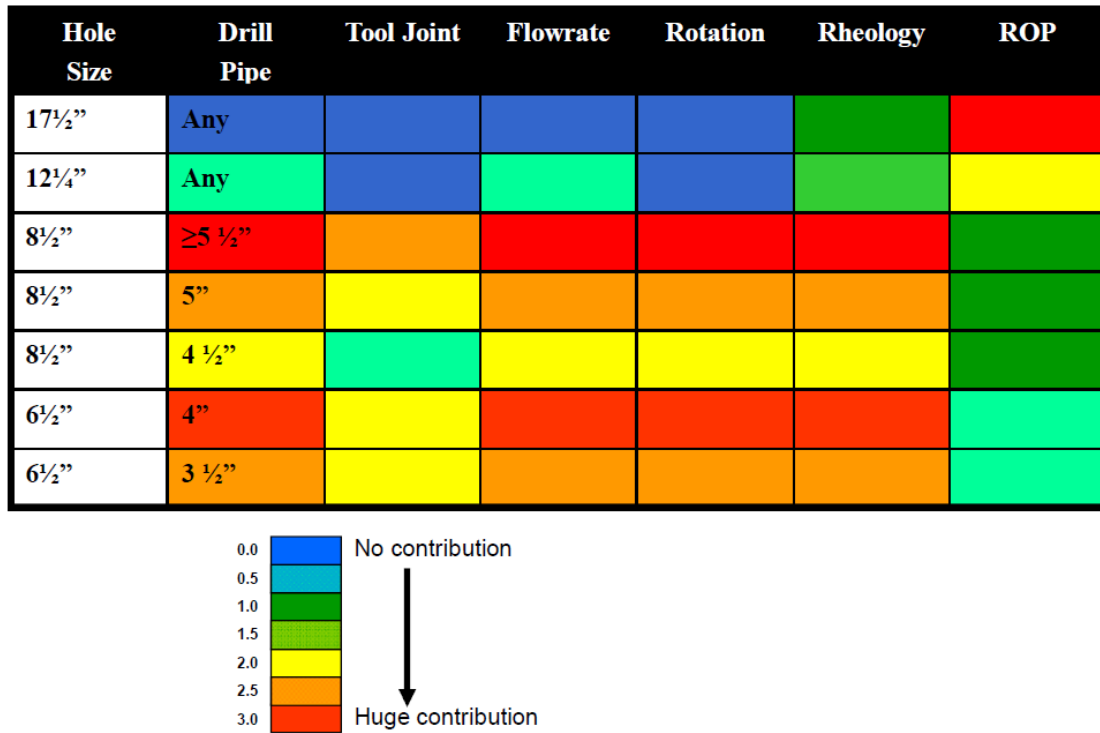 Hole Size Drill Pipe Tool Joint Flowrate Rotation Rheology ROP
17½” Any
12¼” Any
8½” ≥5 ½”
8½” 5”
8½” 4 ½”
6½” 4”
6½” 3 ½”
0.0 No contribution
0.5
1.0
1.5
2.0
2.5
3.0 Huge contribution